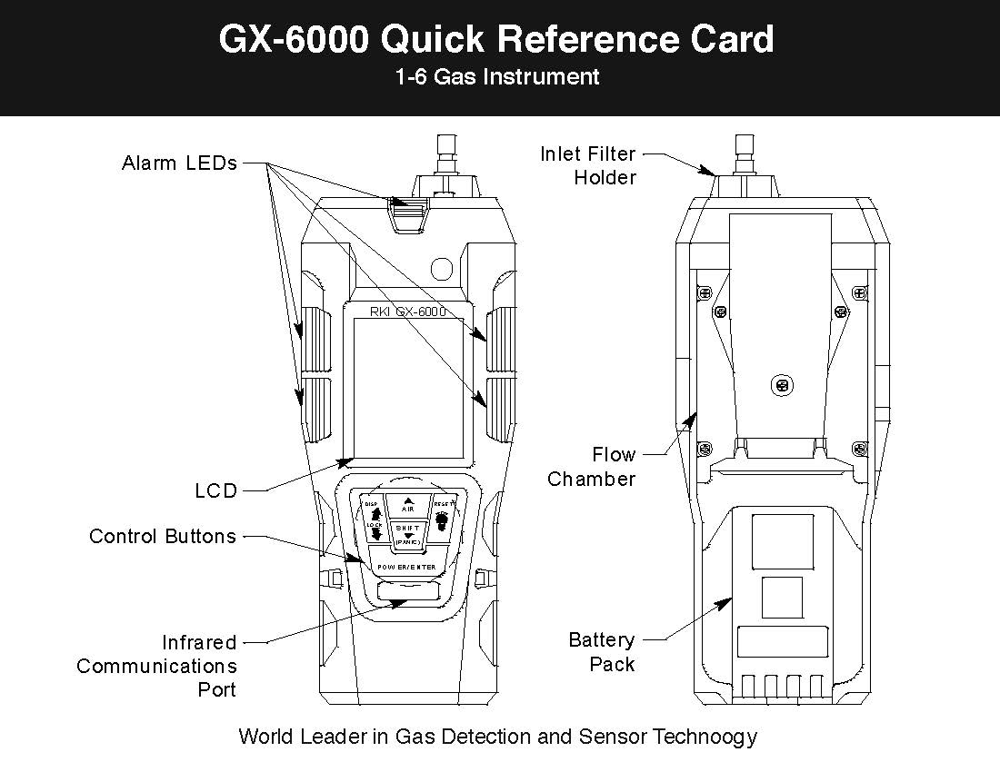 GX-6000 Quick Reference Card
1-6 Gas Instrument
Alarm LEDs
Inlet Filter
Holder
RKI GX-6000
Flow
Chamber
LCD
DISP
AIR
RESET
LOCK
SHIFT
(PANIC)
Control Buttons
POWER/ENTER
Infrared
Communications
Port
Battery
Pack
World Leader in Gas Detection and Sensor Technoogy